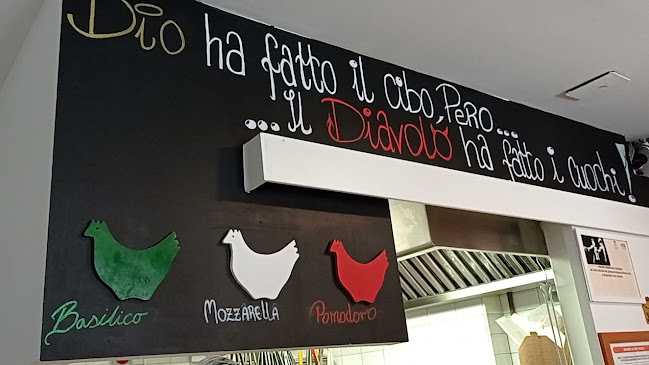 Dio ha fatto il cibo, Però...
...Il Diavolo ha fatto i cuochi!
Basilico
Mozzarella
Pomodoro